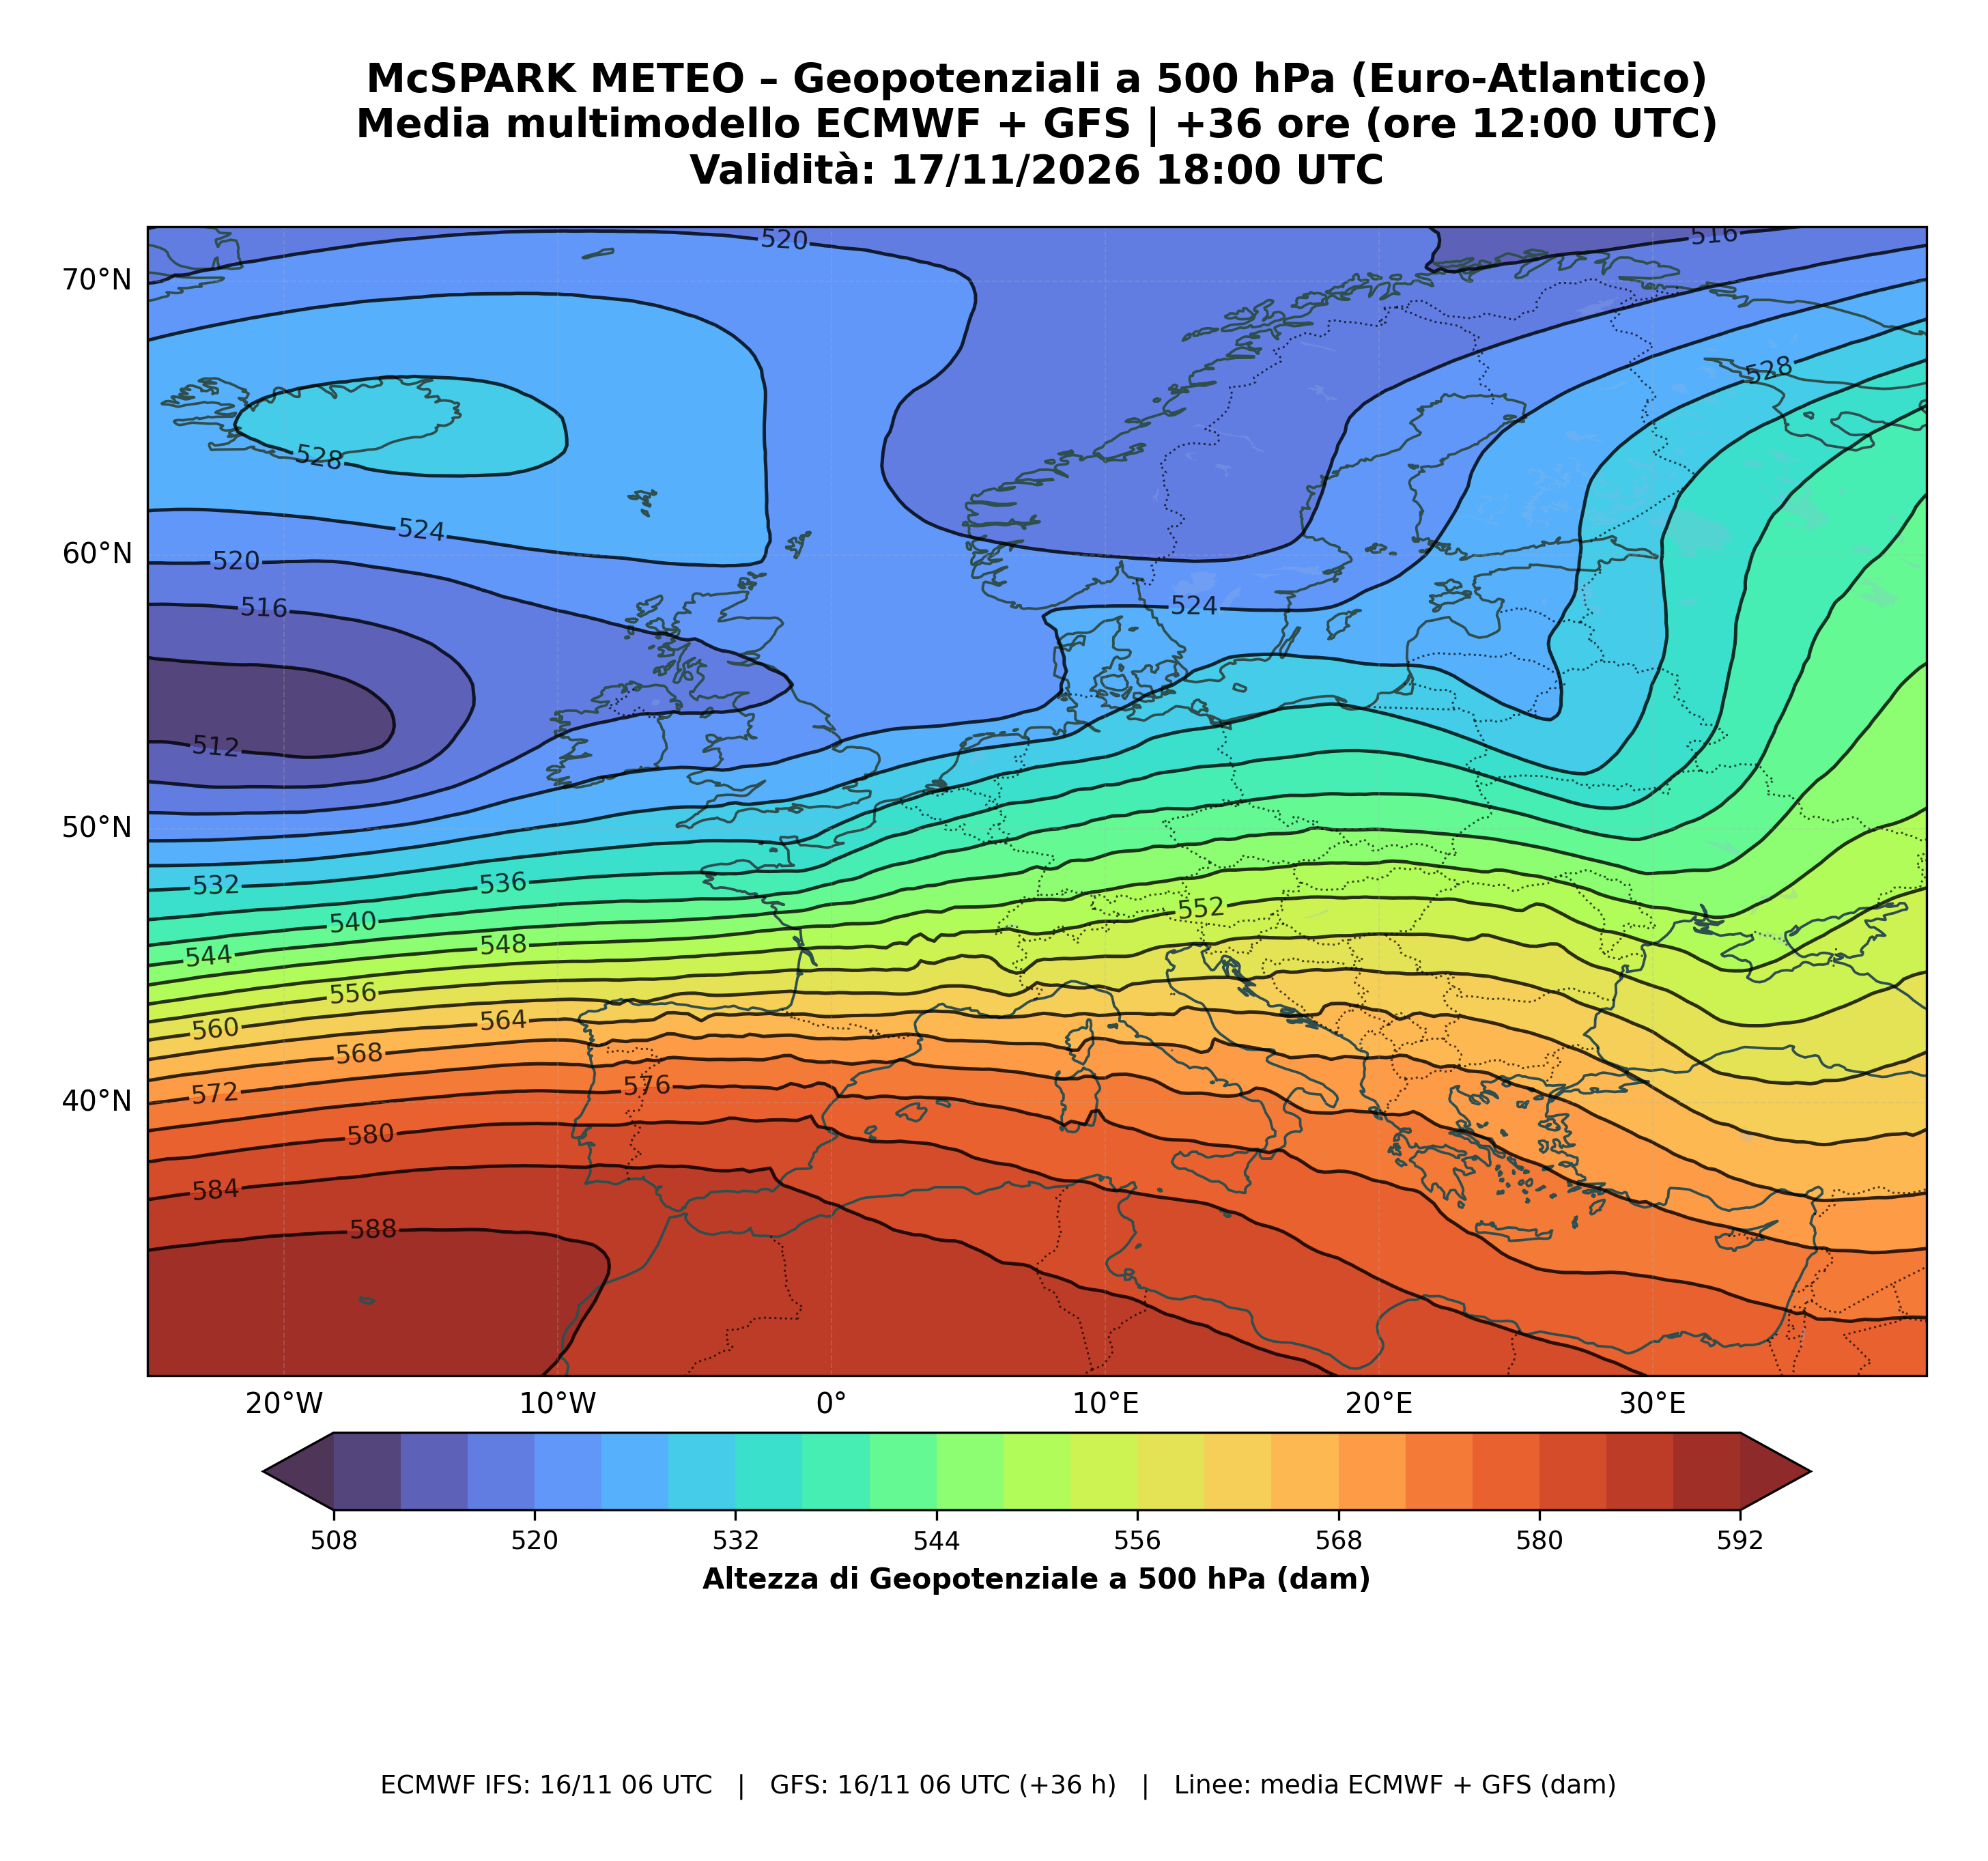 McSPARK METEO – Geopotenziali a 500 hPa (Euro-Atlantico)
Media multimodello ECMWF + GFS | +36 ore (ore 12:00 UTC)
Validità: 17/11/2026 18:00 UTC
520
516
70°N
528
528
524
60°N
520
516
524
512
50°N
532
536
552
540
548
544
556
564
560
568
576
572
40°N
580
584
588
20°W
10°W
0°
10°E
20°E
30°E
508
520
532
544
556
568
580
592
Altezza di Geopotenziale a 500 hPa (dam)
ECMWF IFS: 16/11 06 UTC | GFS: 16/11 06 UTC (+36 h) | Linee: media ECMWF + GFS (dam)